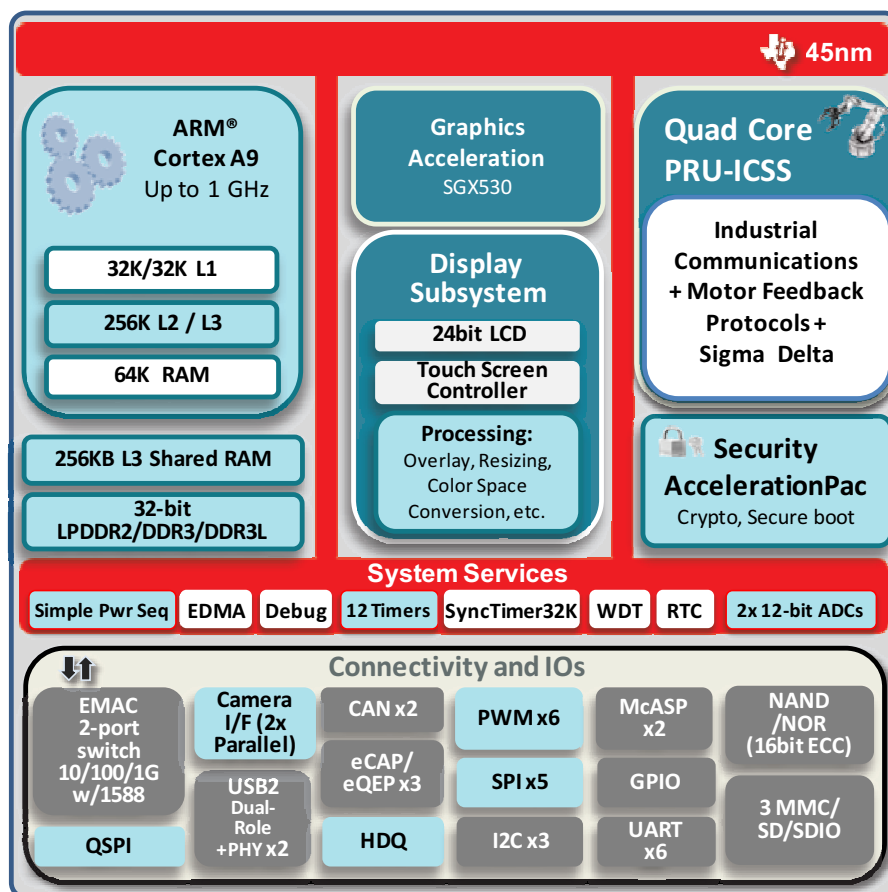 45nm
ARM®
Cortex A9
Up to 1 GHz
32K/32K L1
256K L2 / L3
64K RAM
256KB L3 Shared RAM
32-bit
LPDDR2/DDR3/DDR3L
Graphics
Acceleration
SGX530
Display
Subsystem
24bit LCD
Touch Screen
Controller
Processing:
Overlay, Resizing,
Color Space
Conversion, etc.
Quad Core
PRU-ICSS
Industrial
Communications
+ Motor Feedback
Protocols +
Sigma Delta
Security
AccelerationPac
Crypto, Secure boot
System Services
Simple Pwr Seq
EDMA
Debug
12 Timers
SyncTimer32K
WDT
RTC
2x 12-bit ADCs
Connectivity and IOs
EMAC
2-port
switch
10/100/1G
w/1588
QSPI
Camera
I/F (2x
Parallel)
USB2
Dual-
Role
+PHY x2
CAN x2
eCAP/
eQEP x3
HDQ
PWM x6
SPI x5
I2C x3
McASP
x2
GPIO
UART
x6
NAND
/NOR
(16bit ECC)
3 MMC/
SD/SDIO